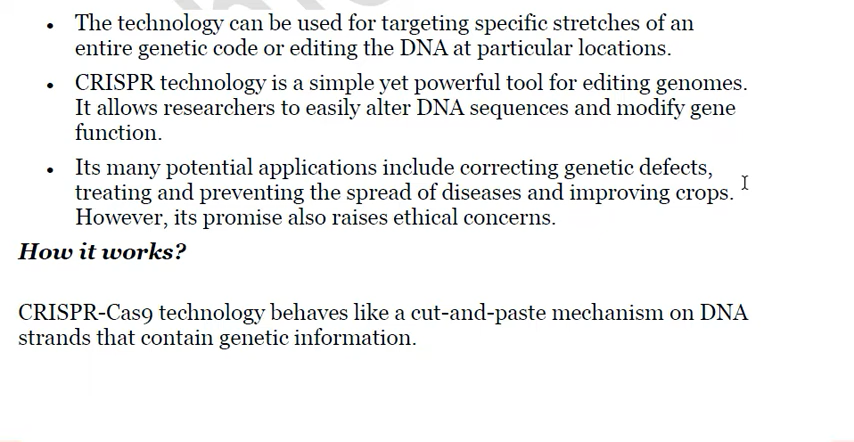 • The technology can be used for targeting specific stretches of an
entire genetic code or editing the DNA at particular locations.
• CRISPR technology is a simple yet powerful tool for editing genomes.
It allows researchers to easily alter DNA sequences and modify gene
function.
• Its many potential applications include correcting genetic defects,
treating and preventing the spread of diseases and improving crops.
However, its promise also raises ethical concerns.
How it works?
CRISPR-Cas9 technology behaves like a cut-and-paste mechanism on DNA
strands that contain genetic information.